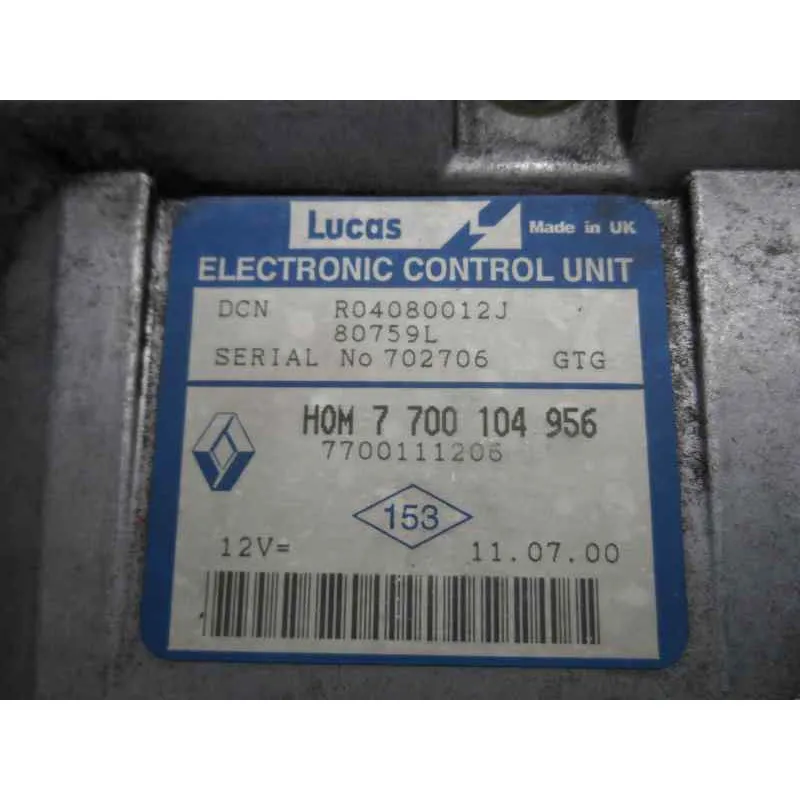 Lucas Made in UK
ELECTRONIC CONTROL UNIT
DCN R04080012J
80759L
SERIAL No 702706 GTG
HOM 7 700 104 956
7700111206
153
12V= 11.07.00